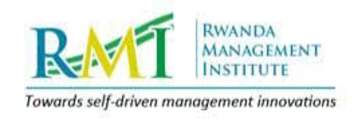 RMI
RWANDA
MANAGEMENT
INSTITUTE
Towards self-driven management innovations